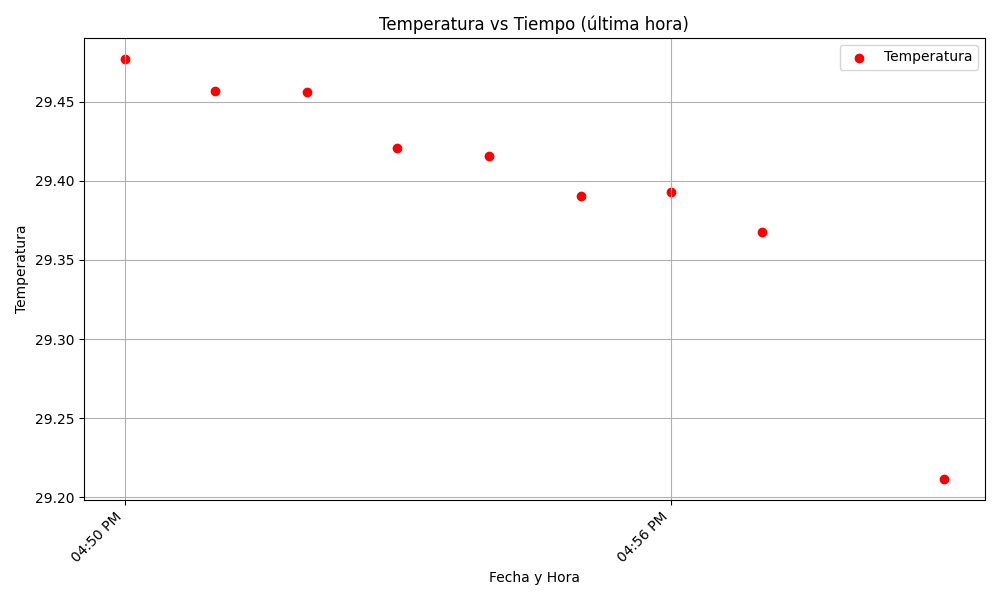 Temperatura vs Tiempo (última hora)
Temperatura
29.45
29.40
29.35
29.30
29.25
29.20
Temperatura
04:50 PM
04:56 PM
Fecha y Hora